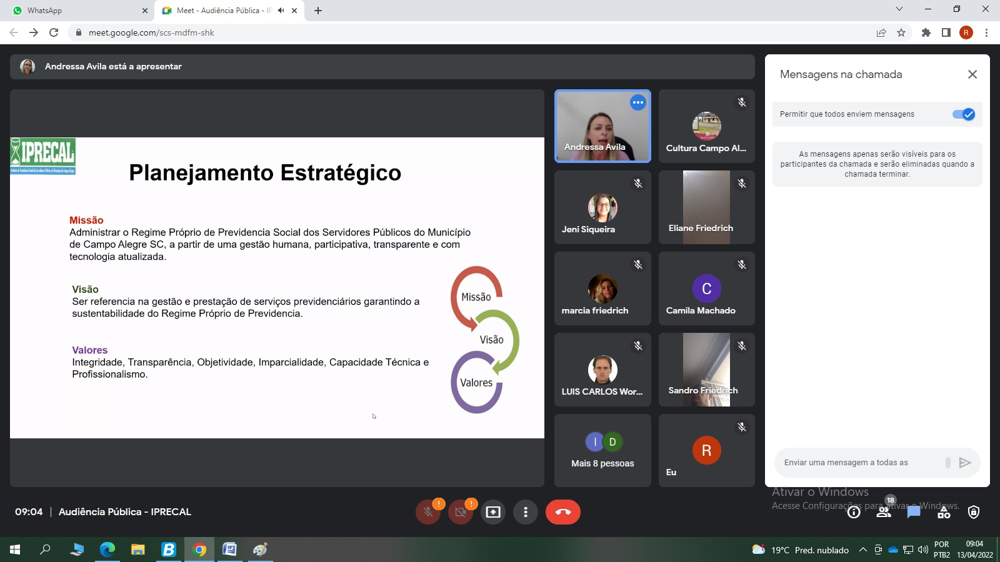 WhatsApp
Meet - Audiência Pública - IP
meet.google.com/scs-mdfm-shk
R
Andressa Avila está a apresentar
IPRECAL
Planejamento Estratégico
Missão
Administrar o Regime Próprio de Previdencia Social dos Servidores Públicos do Município
de Campo Alegre SC, a partir de uma gestão humana, participativa, transparente e com
tecnologia atualizada.
Visão
Ser referencia na gestão e prestação de serviços previdenciários garantindo a
sustentabilidade do Regime Próprio de Previdencia.
Valores
Integridade, Transparência, Objetividade, Imparcialidade, Capacidade Técnica e
Profissionalismo.
Missão
Visão
Valores
Andressa Avila
Cultura Campo Al...
Jeni Siqueira
Eliane Friedrich
marcia friedrich
C
Camila Machado
LUIS CARLOS Wor...
Sandro Friedrich
I D
Mais 8 pessoas
R
Eu
Mensagens na chamada
Permitir que todos enviem mensagens
As mensagens apenas serão visíveis para os
participantes da chamada e serão eliminadas quando a
chamada terminar.
Enviar uma mensagem a todas as
Ativar o Windows
Acesse Configurações para ativar o Windows.
18
09:04 | Audiência Pública - IPRECAL
19°C Pred. nublado
POR
PTB2
09:04
13/04/2022